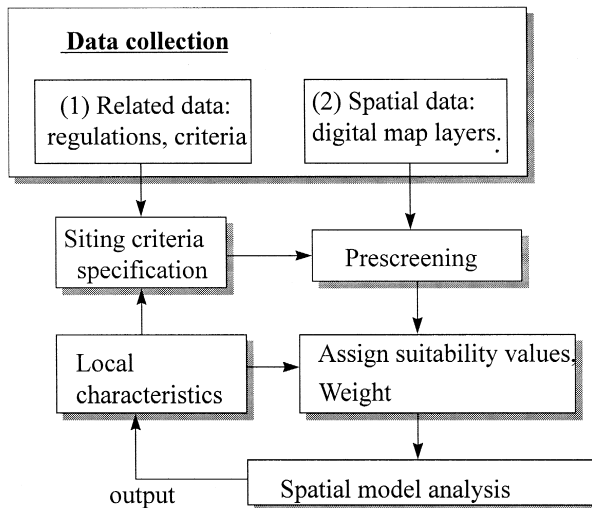 Data collection
(1) Related data:
regulations, criteria
(2) Spatial data:
digital map layers.
Siting criteria
specification
Prescreening
Local
characteristics
Assign suitability values,
Weight
output
Spatial model analysis